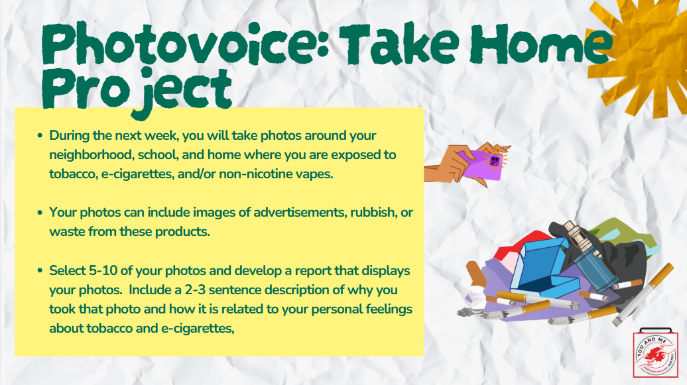 Photovoice: Take Home
Project
• During the next week, you will take photos around your
neighborhood, school, and home where you are exposed to
tobacco, e-cigarettes, and/or non-nicotine vapes.
• Your photos can include images of advertisements, rubbish, or
waste from these products.
• Select 5-10 of your photos and develop a report that displays
your photos. Include a 2-3 sentence description of why you
took that photo and how it is related to your personal feelings
about tobacco and e-cigarettes,
YOU AND ME